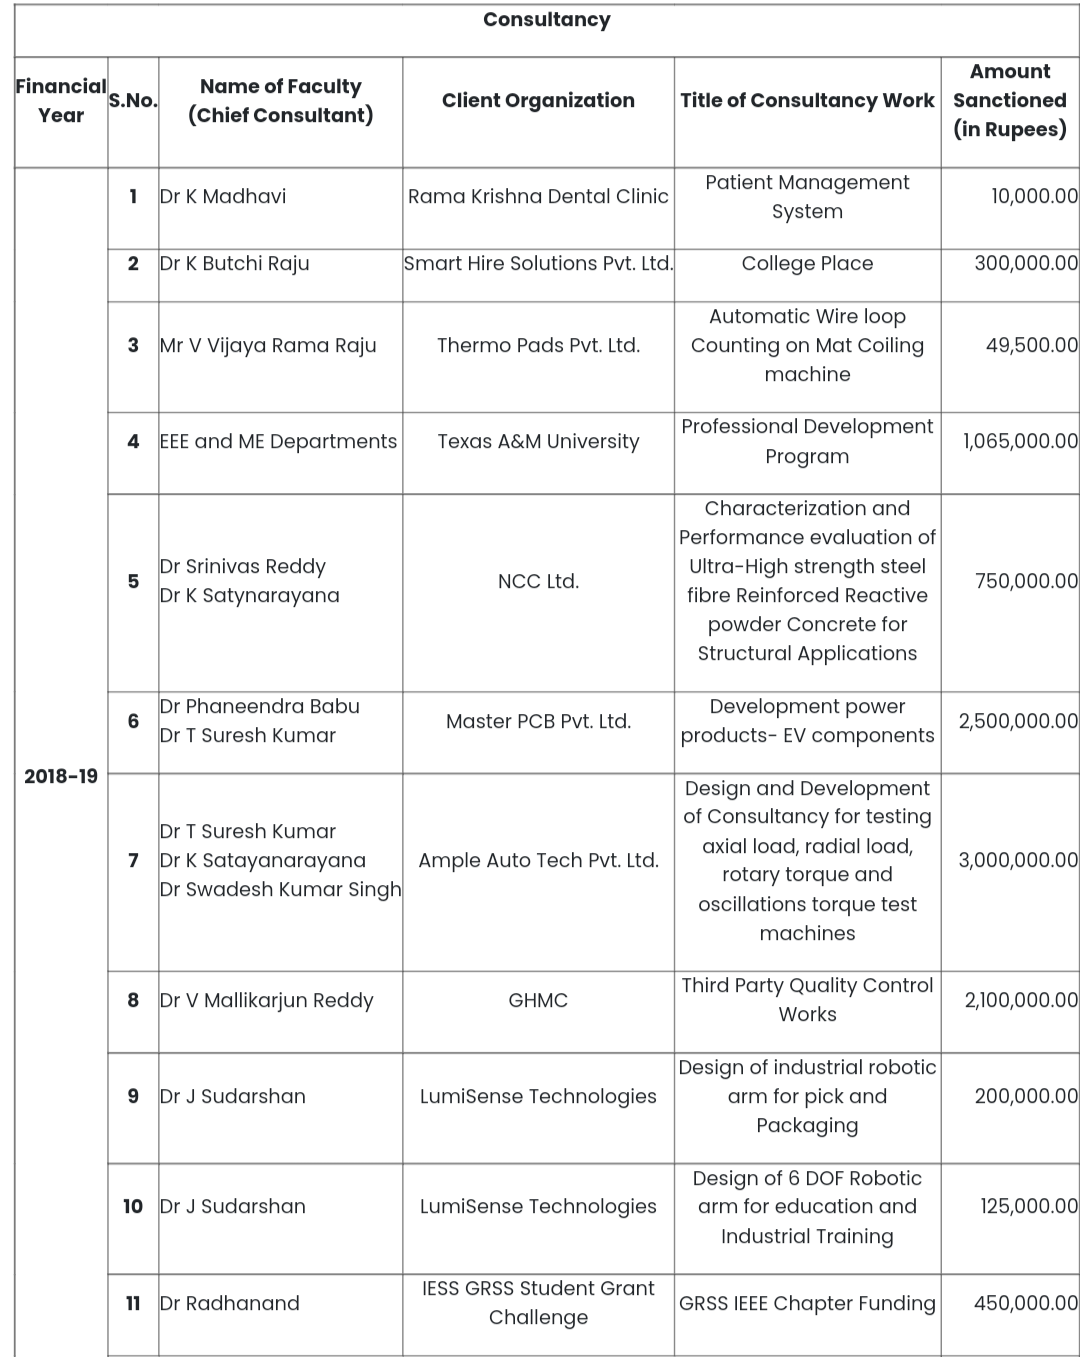 Consultancy
Financial Year
S.No.
Name of Faculty
(Chief Consultant)
Client Organization
Title of Consultancy Work
Amount
Sanctioned
(in Rupees)
2018-19
1
Dr K Madhavi
Rama Krishna Dental Clinic
Patient Management
System
10,000.00
2
Dr K Butchi Raju
Smart Hire Solutions Pvt. Ltd.
College Place
300,000.00
3
Mr V Vijaya Rama Raju
Thermo Pads Pvt. Ltd.
Automatic Wire loop
Counting on Mat Coiling
machine
49,500.00
4
EEE and ME Departments
Texas A&M University
Professional Development
Program
1,065,000.00
5
Dr Srinivas Reddy
Dr K Satynarayana
NCC Ltd.
Characterization and
Performance evaluation of
Ultra-High strength steel
fibre Reinforced Reactive
powder Concrete for
Structural Applications
750,000.00
6
Dr Phaneendra Babu
Dr T Suresh Kumar
Master PCB Pvt. Ltd.
Development power
products- EV components
2,500,000.00
7
Dr T Suresh Kumar
Dr K Satayanarayana
Dr Swadesh Kumar Singh
Ample Auto Tech Pvt. Ltd.
Design and Development
of Consultancy for testing
axial load, radial load,
rotary torque and
oscillations torque test
machines
3,000,000.00
8
Dr V Mallikarjun Reddy
GHMC
Third Party Quality Control
Works
2,100,000.00
9
Dr J Sudarshan
LumiSense Technologies
Design of industrial robotic
arm for pick and
Packaging
200,000.00
10
Dr J Sudarshan
LumiSense Technologies
Design of 6 DOF Robotic
arm for education and
Industrial Training
125,000.00
11
Dr Radhanand
IESS GRSS Student Grant
Challenge
GRSS IEEE Chapter Funding
450,000.00